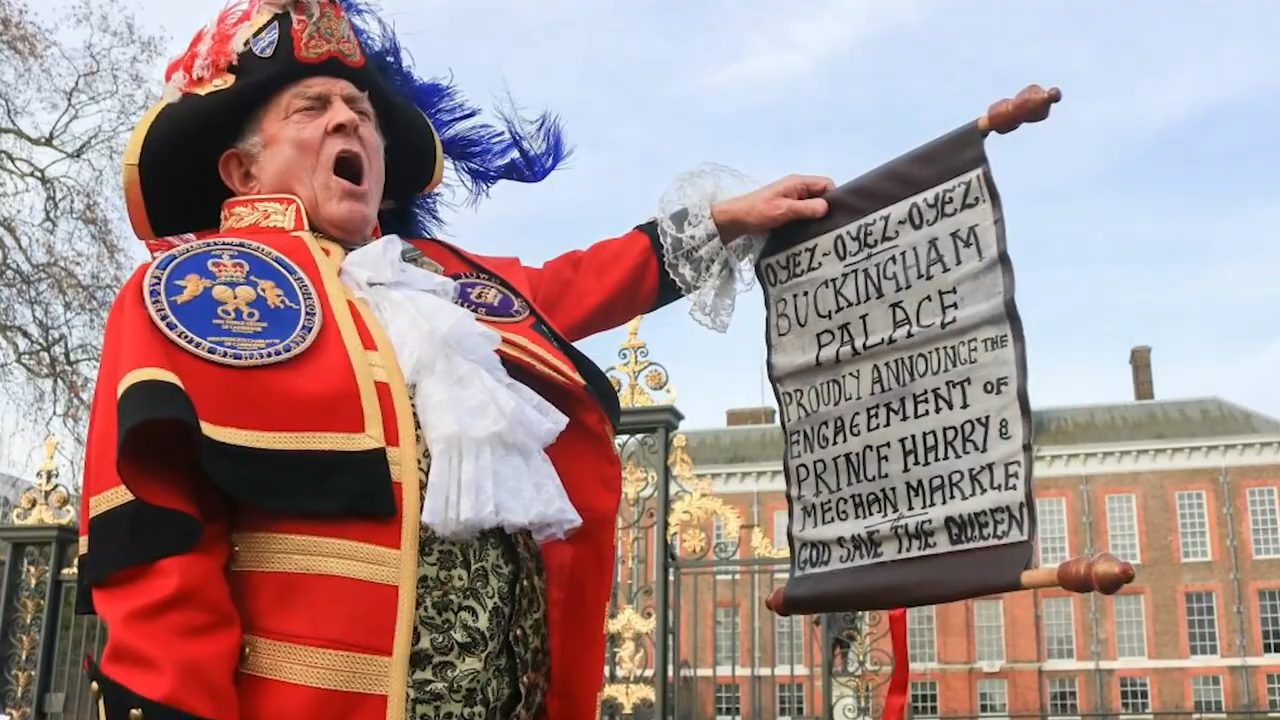 OYEZ~OYEZ~OYEZ!
BUCKINGHAM
PALACE
PROUDLY ANNOUNCE THE
ENGAGEMENT OF
PRINCE HARRY &
MEGHAN MARKLE
GOD SAVE THE QUEEN